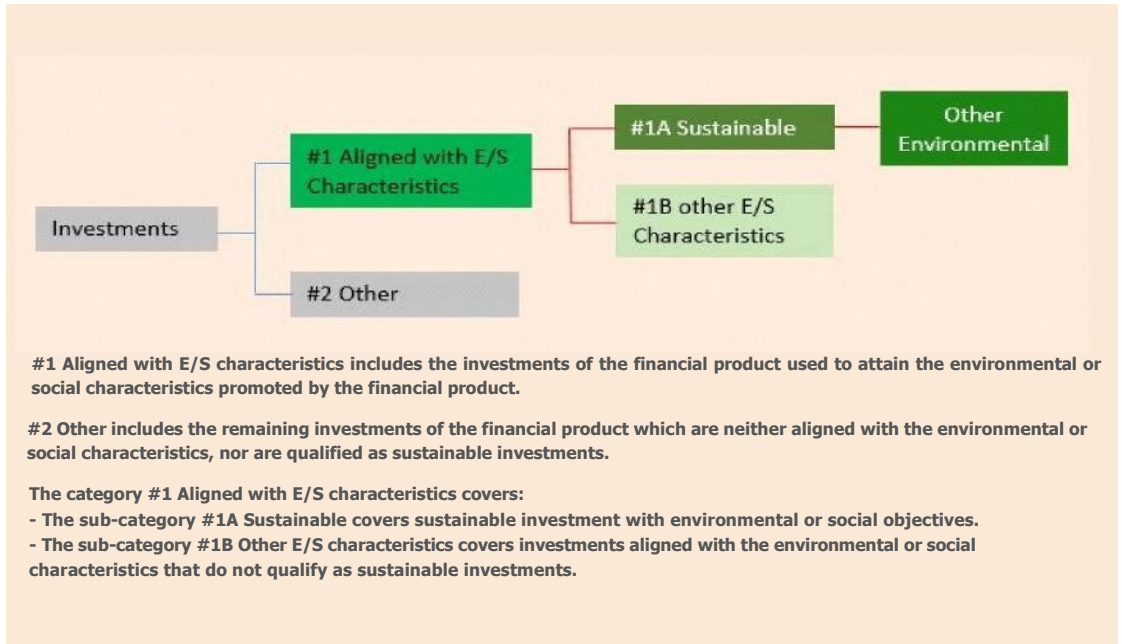 Other
Environmental
#1A Sustainable
#1 Aligned with E/S
Characteristics
#1B other E/S
Characteristics
Investments
#2 Other
#1 Aligned with E/S characteristics includes the investments of the financial product used to attain the environmental or
social characteristics promoted by the financial product.
#2 Other includes the remaining investments of the financial product which are neither aligned with the environmental or
social characteristics, nor are qualified as sustainable investments.
The category #1 Aligned with E/S characteristics covers:
- The sub-category #1A Sustainable covers sustainable investment with environmental or social objectives.
- The sub-category #1B Other E/S characteristics covers investments aligned with the environmental or social
characteristics that do not qualify as sustainable investments.